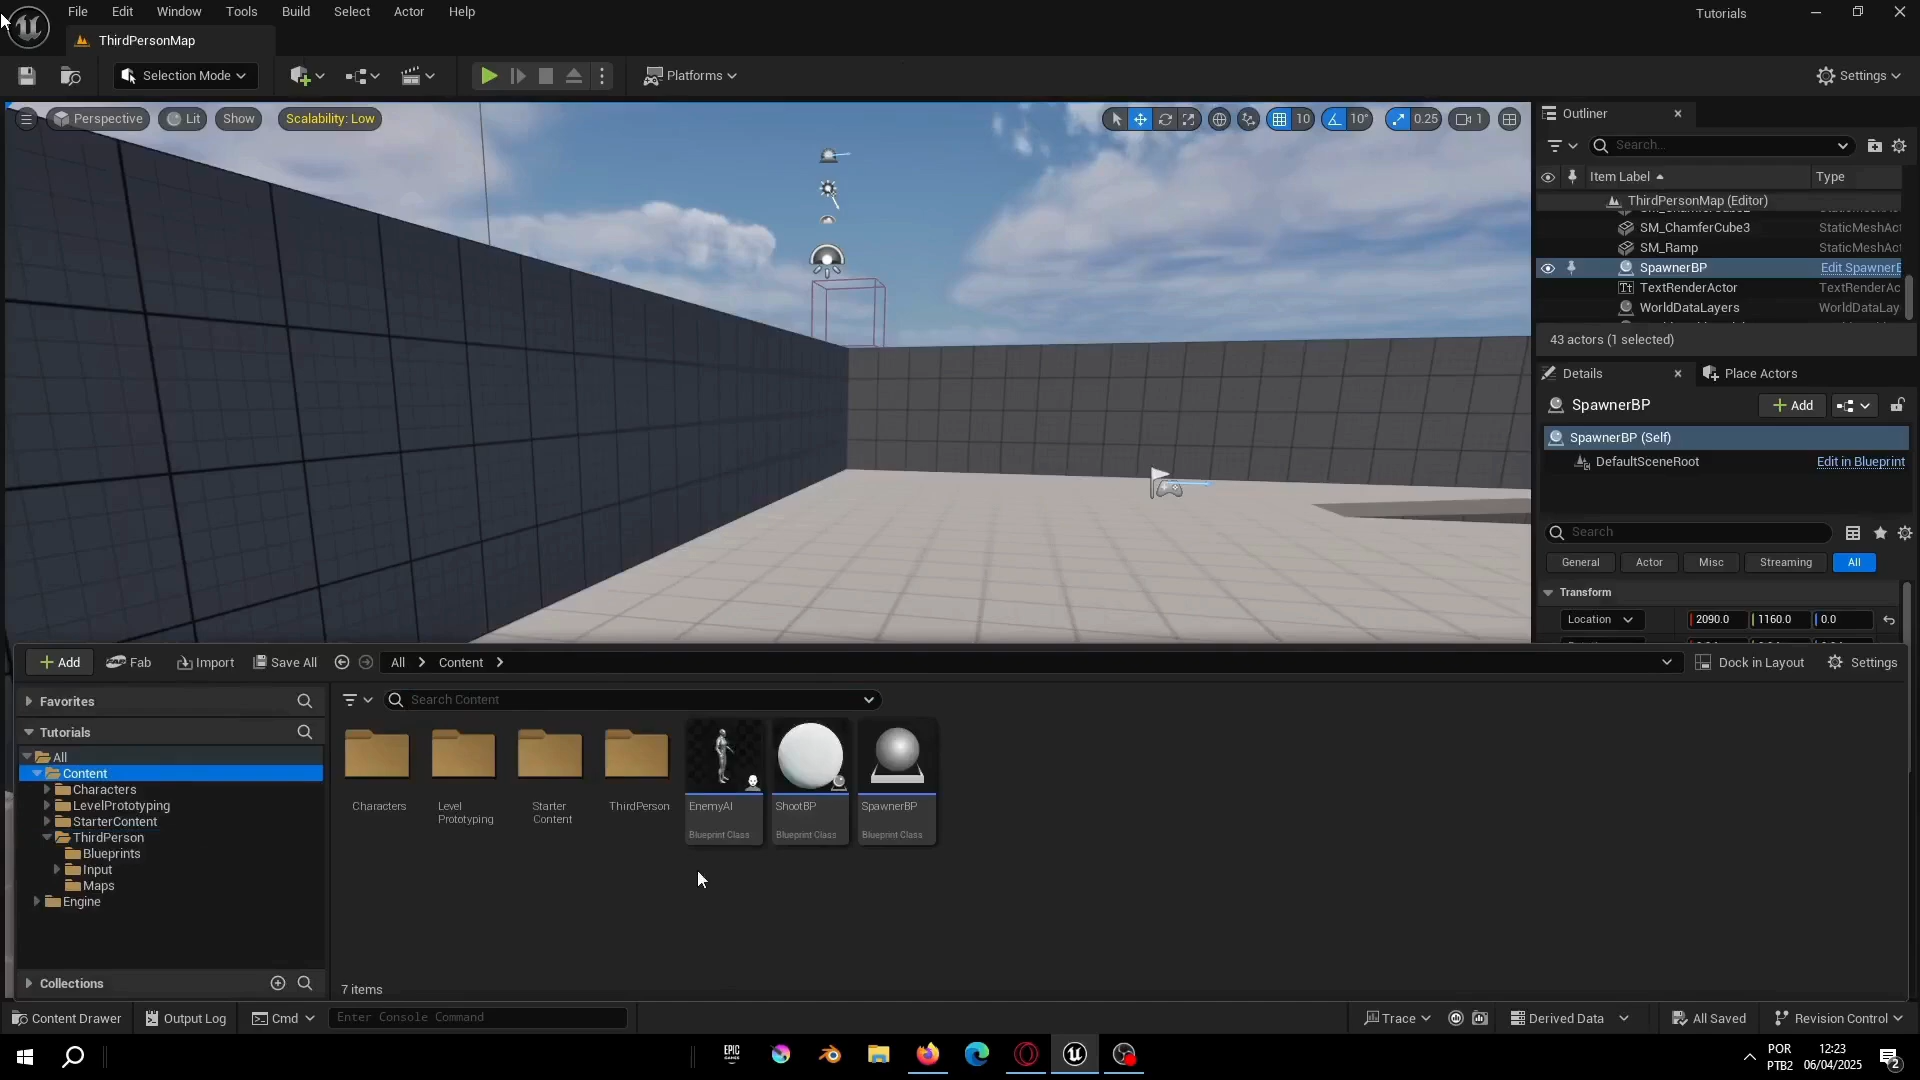 File Edit Window Tools Build Select Actor Help
Tutorials
ThirdPersonMap
Selection Mode
Platforms
Settings
Perspective Lit Show Scalability: Low
10 10° 0.25 1
Outliner
Search...
Item Label Type
ThirdPersonMap (Editor)
SM_ChamferCube3 StaticMeshAct
SM_Ramp StaticMeshAct
SpawnerBP Edit SpawnerE
TextRenderActor TextRenderAc
WorldDataLayers WorldDataLay
43 actors (1 selected)
Details Place Actors
SpawnerBP
Add
SpawnerBP (Self)
DefaultSceneRoot Edit in Blueprint
Search
General Actor Misc Streaming All
Transform
Location 2090.0 1160.0 0.0
Add Fab Import Save All All Content Dock in Layout Settings
Favorites
Search Content
Tutorials
All
Content
Characters
LevelPrototyping
StarterContent
ThirdPerson
Blueprints
Input
Maps
Engine
Characters
Level
Prototyping
Starter
Content
ThirdPerson
EnemyAI
Blueprint Class
ShootBP
Blueprint Class
SpawnerBP
Blueprint Class
Collections
7 items
Content Drawer Output Log Cmd Enter Console Command Trace Derived Data All Saved Revision Control
EPIC
GAMES
POR
PTB2
12:23
06/04/2025
2